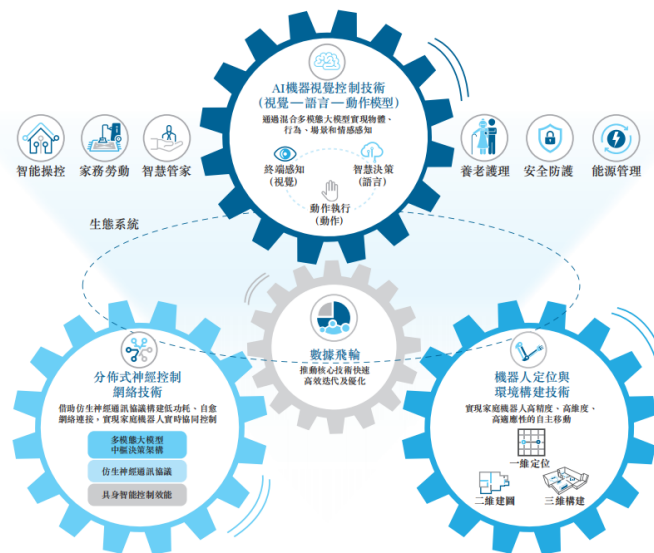 AI機器視覺控制技術
(視覺—語言—動作模型)
通過混合多模態大模型實現物體、
行為、場景和情感感知
終端感知
(視覺)
智慧決策
(語言)
動作執行
(動作)
智能操控
家務勞動
智慧管家
養老護理
安全防護
能源管理
生態系統
數據飛輪
推動核心技術快速
高效迭代及優化
分佈式神經控制
網絡技術
借助仿生神經通訊協議構建低功耗、自愈
網絡連接,實現家庭機器人實時協同控制
多模態大模型
中樞決策架構
仿生神經通訊協議
具身智能控制效能
機器人定位與
環境構建技術
實現家庭機器人高精度、高維度、
高適應性的自主移動
一維定位
二維建圖
三維構建